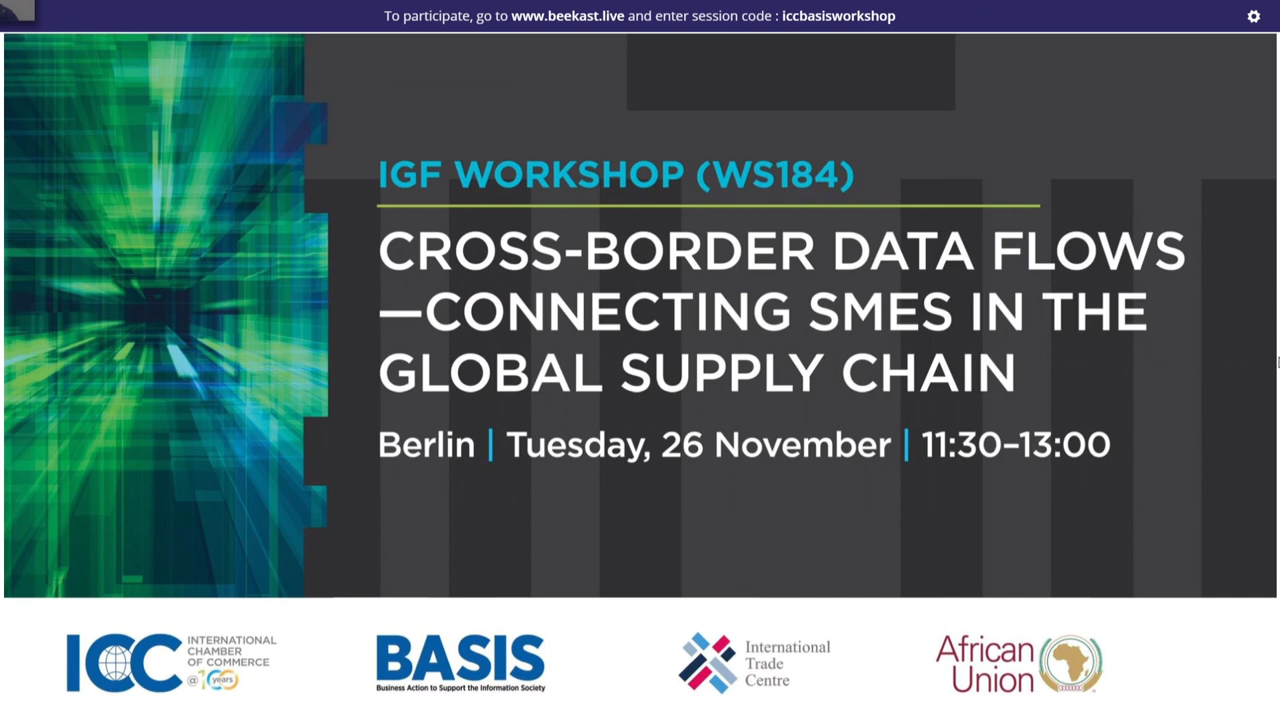 To participate, go to www.beekast.live and enter session code : iccbasisworkshop
IGF WORKSHOP (WS184)
CROSS-BORDER DATA FLOWS
—CONNECTING SMES IN THE
GLOBAL SUPPLY CHAIN
Berlin | Tuesday, 26 November | 11:30–13:00
ICC
INTERNATIONAL
CHAMBER
OF COMMERCE
@100 years
BASIS
Business Action to Support the Information Society
International
Trade
Centre
African
Union